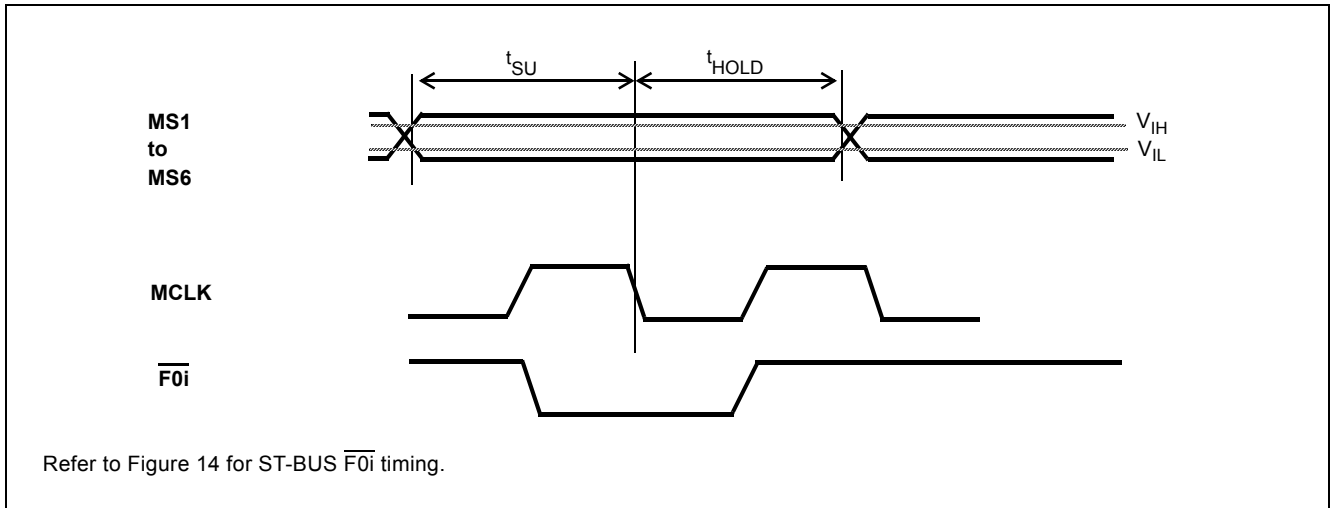 tSU
tHOLD
MS1
to
MS6
VIH
VIL
MCLK
F0i
Refer to Figure 14 for ST-BUS F0i timing.